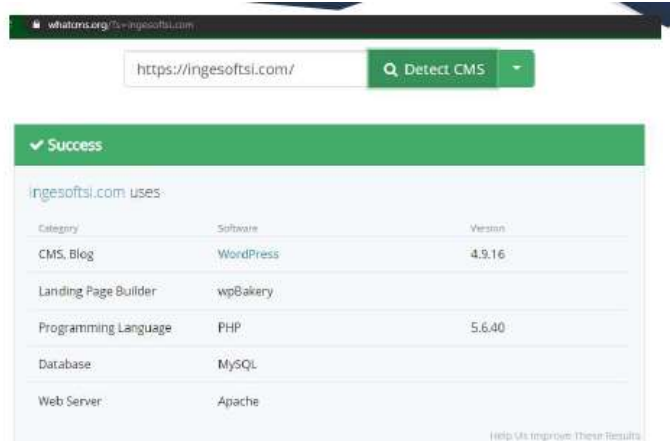 whatcms.org/?s=ingesoftsi.com
https://ingesoftsi.com/ Detect CMS
Success
ingesoftsi.com uses
Category Software Version
CMS, Blog WordPress 4.9.16
Landing Page Builder wpBakery
Programming Language PHP 5.6.40
Database MySQL
Web Server Apache
Help Us Improve These Results